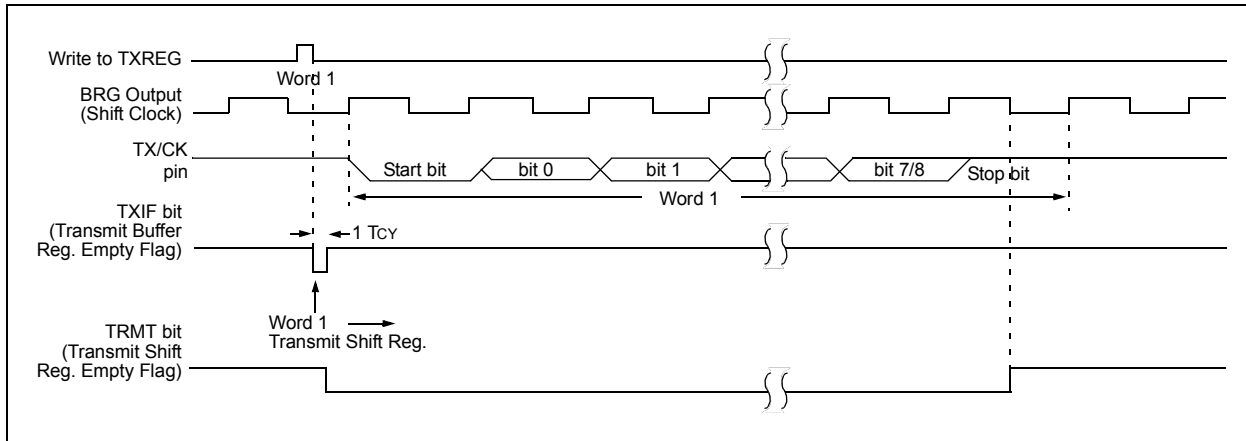 Write to TXREG
Word 1
BRG Output
(Shift Clock)
TX/CK
pin
Start bit
bit 0
bit 1
bit 7/8
Stop bit
Word 1
TXIF bit
(Transmit Buffer
Reg. Empty Flag)
1 TCY
Word 1
Transmit Shift Reg.
TRMT bit
(Transmit Shift
Reg. Empty Flag)